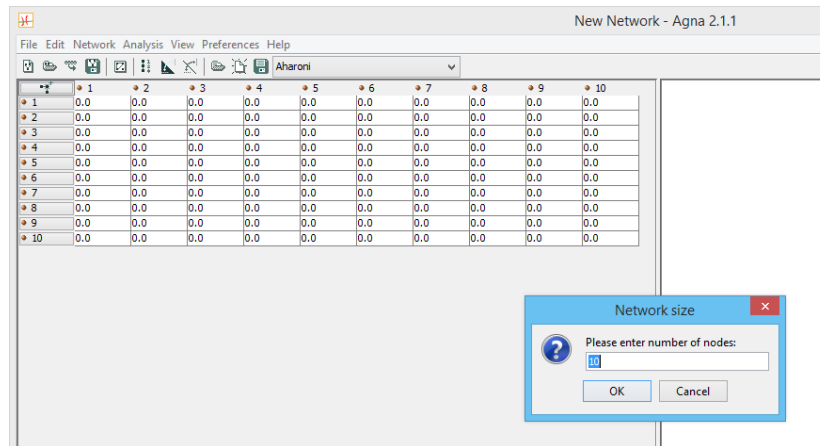 New Network - Agna 2.1.1
File Edit Network Analysis View Preferences Help
Aharoni
1 2 3 4 5 6 7 8 9 10
1 0.0 0.0 0.0 0.0 0.0 0.0 0.0 0.0 0.0 0.0
2 0.0 0.0 0.0 0.0 0.0 0.0 0.0 0.0 0.0 0.0
3 0.0 0.0 0.0 0.0 0.0 0.0 0.0 0.0 0.0 0.0
4 0.0 0.0 0.0 0.0 0.0 0.0 0.0 0.0 0.0 0.0
5 0.0 0.0 0.0 0.0 0.0 0.0 0.0 0.0 0.0 0.0
6 0.0 0.0 0.0 0.0 0.0 0.0 0.0 0.0 0.0 0.0
7 0.0 0.0 0.0 0.0 0.0 0.0 0.0 0.0 0.0 0.0
8 0.0 0.0 0.0 0.0 0.0 0.0 0.0 0.0 0.0 0.0
9 0.0 0.0 0.0 0.0 0.0 0.0 0.0 0.0 0.0 0.0
10 0.0 0.0 0.0 0.0 0.0 0.0 0.0 0.0 0.0 0.0
Network size
Please enter number of nodes:
10
OK Cancel